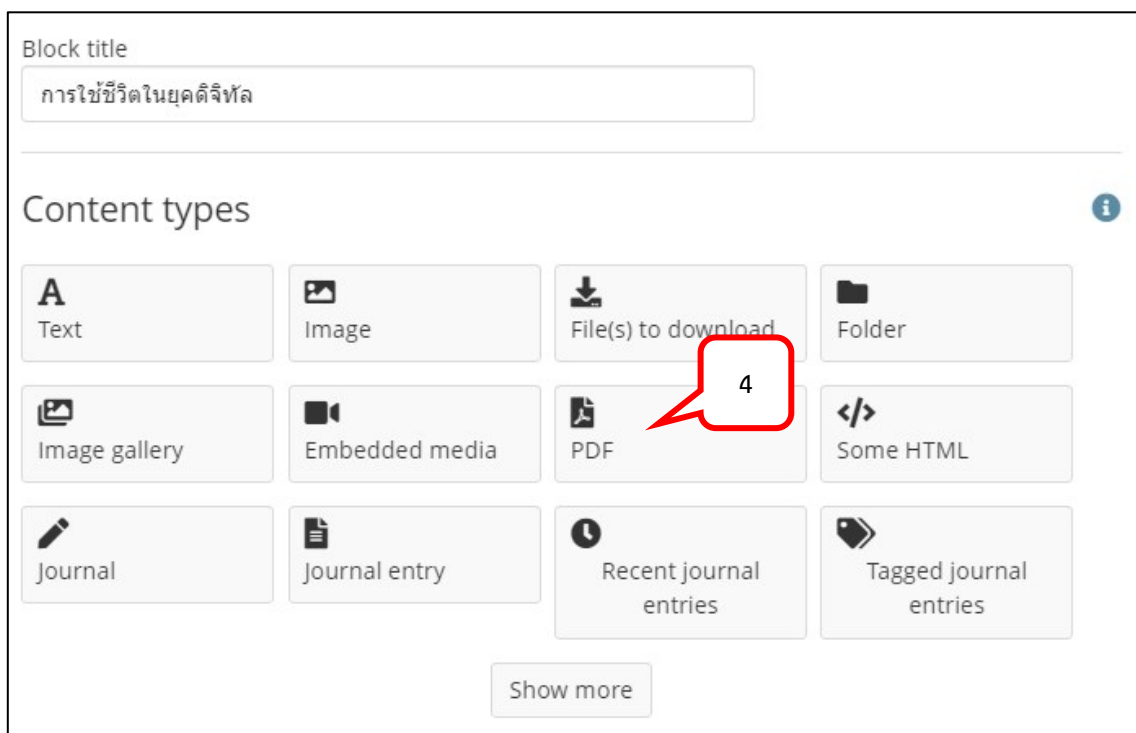 Block title
การใช้ชีวิตในยุคดิจิทัล
Content types
Text
Image
File(s) to download
Folder
4
Image gallery
Embedded media
PDF
Some HTML
Journal
Journal entry
Recent journal
entries
Tagged journal
entries
Show more